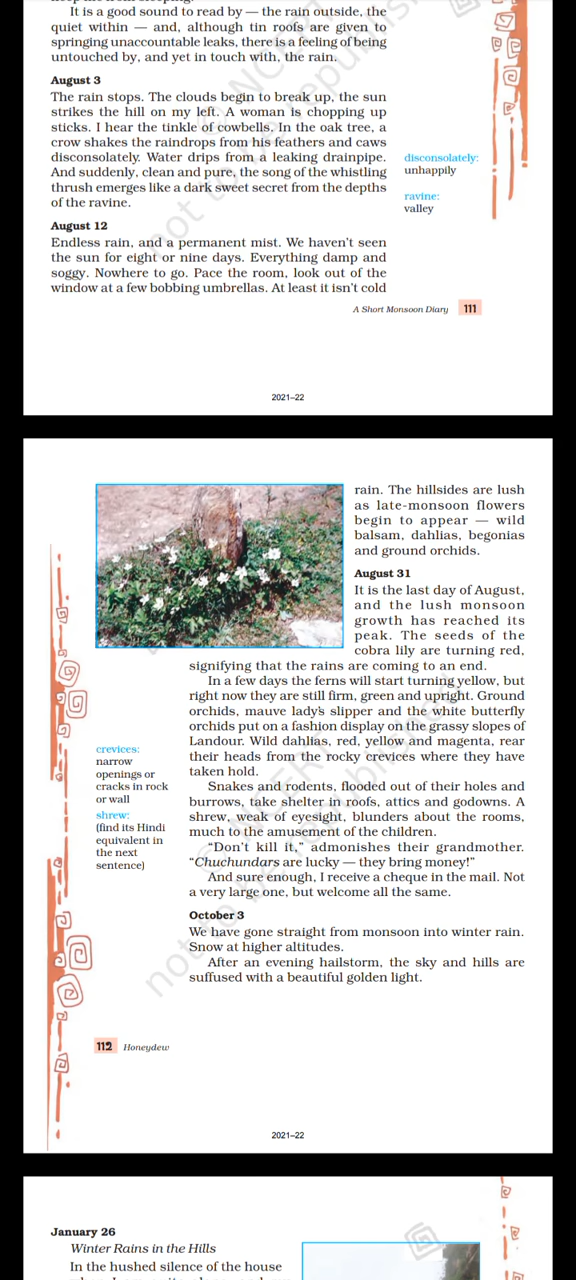 It is a good sound to read by — the rain outside, the
quiet within — and, although tin roofs are given to
springing unaccountable leaks, there is a feeling of being
untouched by, and yet in touch with, the rain.
August 3
The rain stops. The clouds begin to break up, the sun
strikes the hill on my left. A woman is chopping up
sticks. I hear the tinkle of cowbells. In the oak tree, a
crow shakes the raindrops from his feathers and caws
disconsolately. Water drips from a leaking drainpipe.
And suddenly, clean and pure, the song of the whistling
thrush emerges like a dark sweet secret from the depths
of the ravine.
disconsolately:
unhappily
ravine:
valley
August 12
Endless rain, and a permanent mist. We haven't seen
the sun for eight or nine days. Everything damp and
soggy. Nowhere to go. Pace the room, look out of the
window at a few bobbing umbrellas. At least it isn't cold
A Short Monsoon Diary 111
2021–22
rain. The hillsides are lush
as late-monsoon flowers
begin to appear — wild
balsam, dahlias, begonias
and ground orchids.
August 31
It is the last day of August,
and the lush monsoon
growth has reached its
peak. The seeds of the
cobra lily are turning red,
signifying that the rains are coming to an end.
In a few days the ferns will start turning yellow, but
right now they are still firm, green and upright. Ground
orchids, mauve lady's slipper and the white butterfly
orchids put on a fashion display on the grassy slopes of
Landour. Wild dahlias, red, yellow and magenta, rear
their heads from the rocky crevices where they have
taken hold.
crevices:
narrow
openings or
cracks in rock
or wall
shrew:
(find its Hindi
equivalent in
the next
sentence)
Snakes and rodents, flooded out of their holes and
burrows, take shelter in roofs, attics and godowns. A
shrew, weak of eyesight, blunders about the rooms,
much to the amusement of the children.
"Don't kill it," admonishes their grandmother.
"Chuchundars are lucky — they bring money!"
And sure enough, I receive a cheque in the mail. Not
a very large one, but welcome all the same.
October 3
We have gone straight from monsoon into winter rain.
Snow at higher altitudes.
After an evening hailstorm, the sky and hills are
suffused with a beautiful golden light.
112 Honeydew
2021–22
January 26
Winter Rains in the Hills
In the hushed silence of the house
© NCERT
not to be republished